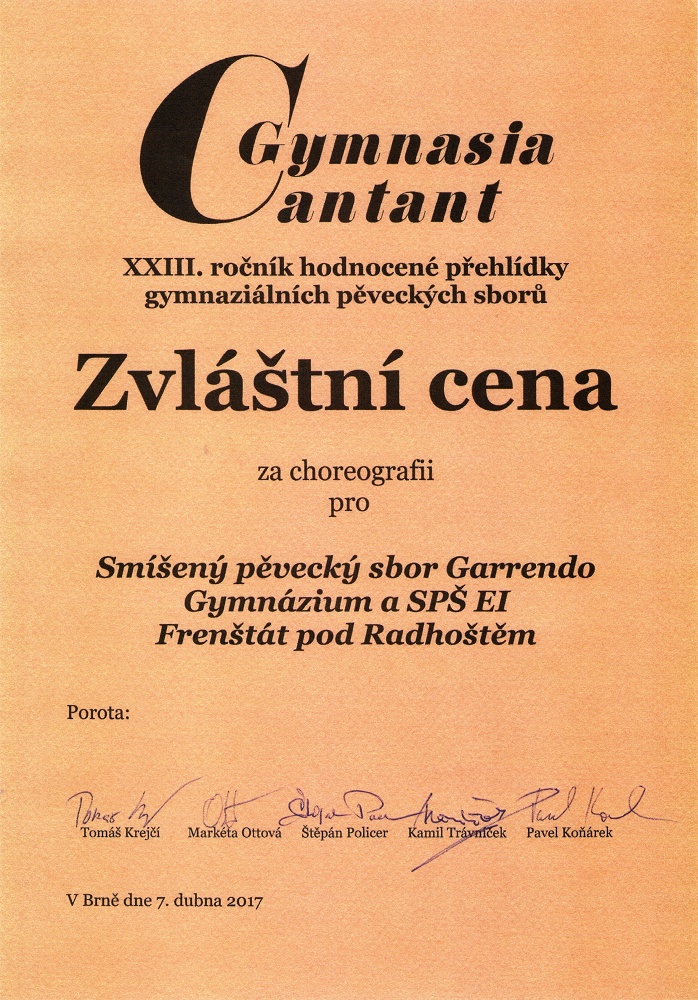 Gymnasia
Cantant
XXIII. ročník hodnocené přehlídky
gymnaziálních pěveckých sborů
Zvláštní cena
za choreografii
pro
Smíšený pěvecký sbor Garrendo
Gymnázium a SPŠ EI
Frenštát pod Radhoštěm
Porota:
Tomáš Krejčí Markéta Ottová Štěpán Policer Kamil Trávníček Pavel Koňárek
V Brně dne 7. dubna 2017